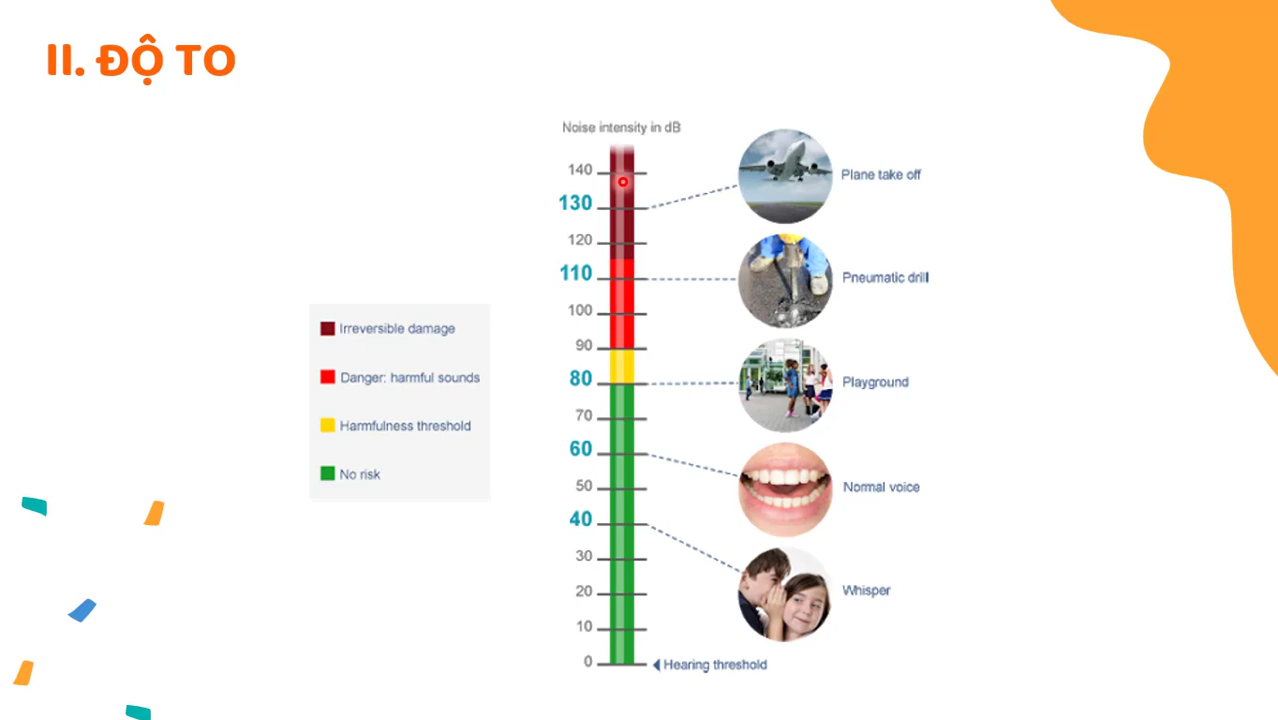 II. ĐỘ TO
Noise intensity in dB
140
130
120
110
100
90
80
70
60
50
40
30
20
10
0
Plane take off
Pneumatic drill
Playground
Normal voice
Whisper
Hearing threshold
Irreversible damage
Danger: harmful sounds
Harmfulness threshold
No risk